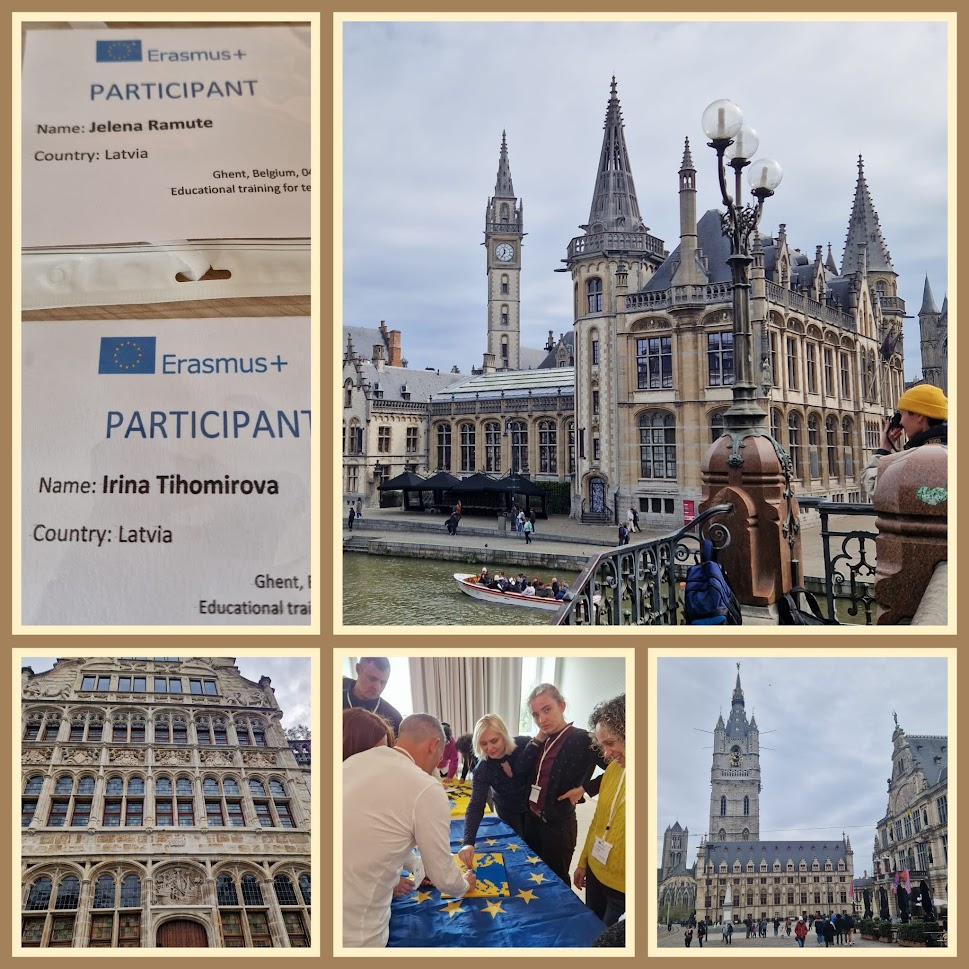 Erasmus+
PARTICIPANT
Name: Jelena Ramute
Country: Latvia
Ghent, Belgium, 04
Educational training for te
Erasmus+
PARTICIPANT
Name: Irina Tihomirova
Country: Latvia
Ghent,
Educational trai